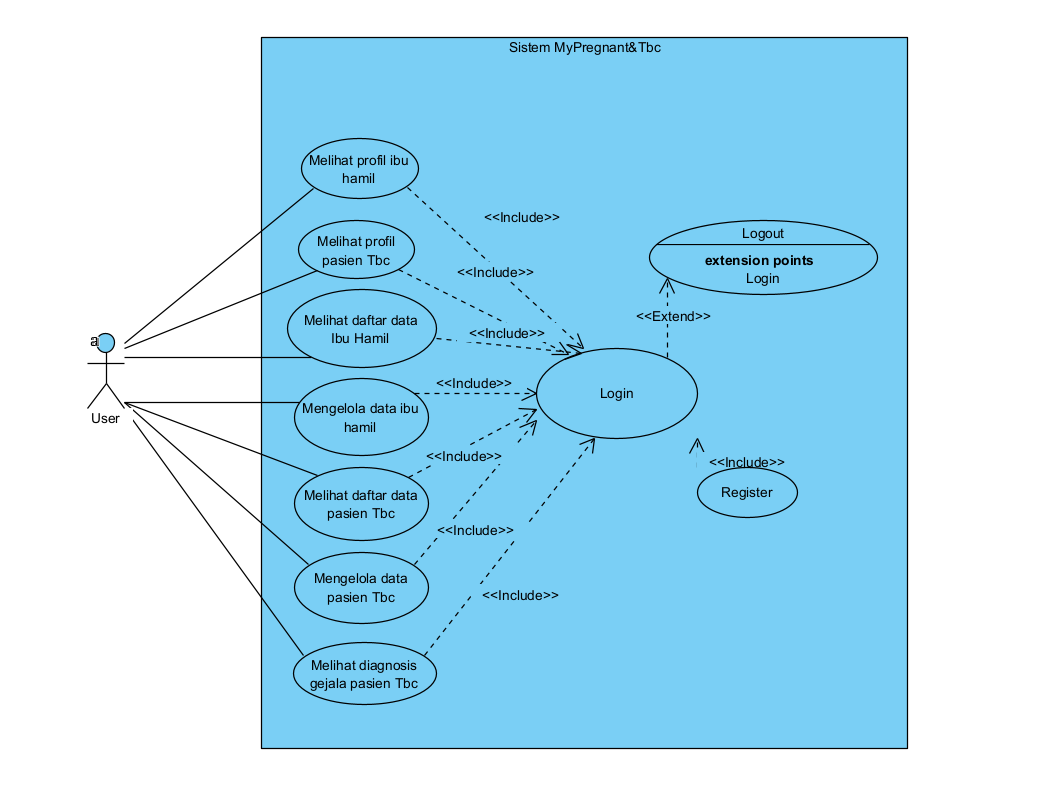 Sistem MyPregnant&Tbc
Melihat profil ibu
hamil
<<Include>>
Melihat profil
pasien Tbc
<<Include>>
Logout
extension points
Login
Melihat daftar data
Ibu Hamil
<<Include>>
<<Extend>>
a
User
Mengelola data ibu
hamil
<<Include>>
Login
Melihat daftar data
pasien Tbc
<<Include>>
<<Include>>
Register
Mengelola data
pasien Tbc
<<Include>>
Melihat diagnosis
gejala pasien Tbc
<<Include>>